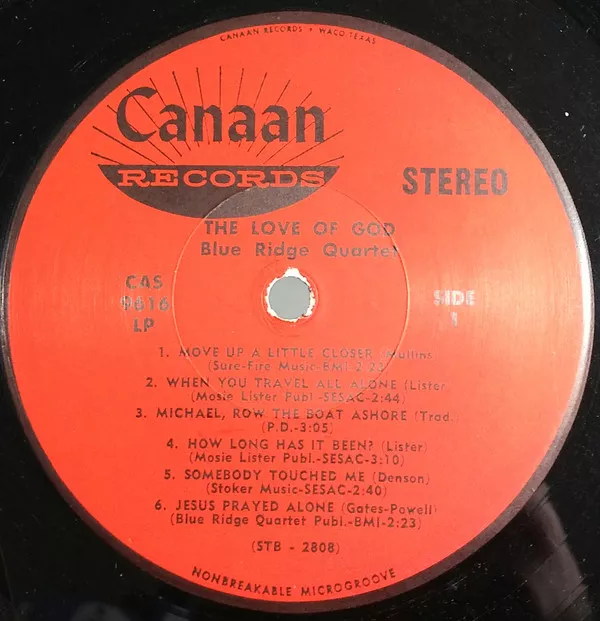 CANAAN RECORDS • WACO, TEXAS
Canaan
RECORDS
STEREO
THE LOVE OF GOD
Blue Ridge Quartet
CAS
9616
LP
SIDE
1
1. MOVE UP A LITTLE CLOSER (Mullins
(Sure-Fire Music-BMI-2:23
2. WHEN YOU TRAVEL ALL ALONE (Lister
(Mosie Lister Publ.-SESAC-2:44)
3. MICHAEL, ROW THE BOAT ASHORE (Trad.
(P.D.-3:05)
4. HOW LONG HAS IT BEEN? (Lister)
(Mosie Lister Publ.-SESAC-3:10)
5. SOMEBODY TOUCHED ME (Denson)
(Stoker Music-SESAC-2:40)
6. JESUS PRAYED ALONE (Gates-Powell)
(Blue Ridge Quartet Publ.-BMI-2:23)
(STB - 2808)
NONBREAKABLE MICROGROOVE